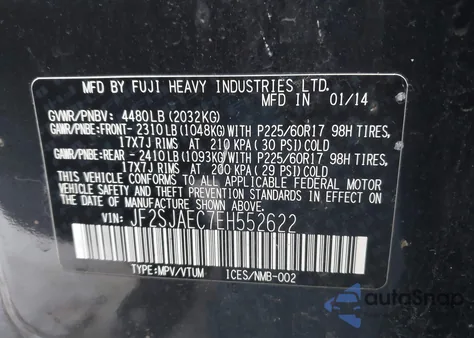 MFD BY FUJI HEAVY INDUSTRIES LTD. IN 01/14
GVWR/PNBV: 4480LB (2032KG)
GAWR/PNBE:FRONT- 2310LB (1048KG)WITH P225/60R17 98H TIRES,
17X7J RIMS AT 210 KPA ( 30 PSI)COLD
GAWR/PNBE:REAR - 2410LB (1093KG)WITH P225/60R17 98H TIRES,
17X7J RIMS AT 200 KPA ( 29 PSI)COLD
THIS VEHICLE CONFORMS TO ALL APPLICABLE FEDERAL MOTOR
VEHICLE SAFETY AND BUMPER STANDARDS IN EFFECT ON
THE DATE OF MANUFACTURE SHOWN ABOVE.
VIN: JF2SJAEC7EH552622
TYPE:MPV/VTUM ICES/NMB-002
autoSnap